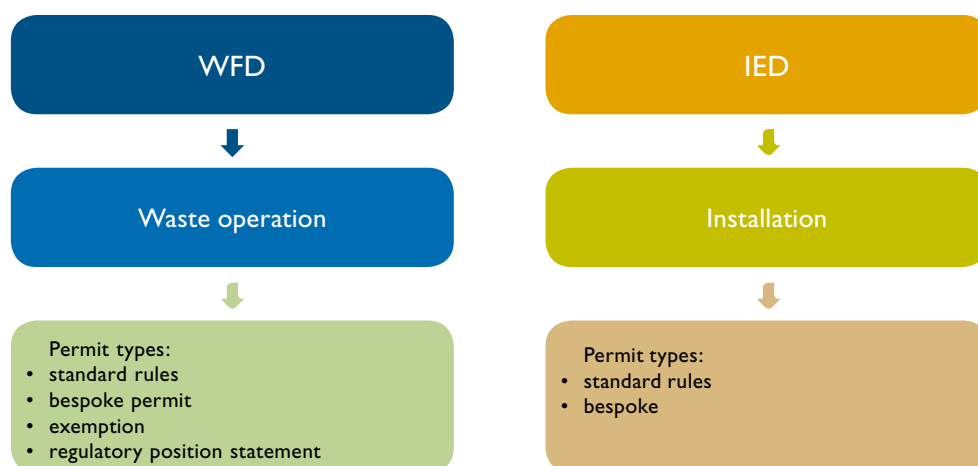 WFD
Waste operation
Permit types:
• standard rules
• bespoke permit
• exemption
• regulatory position statement
IED
Installation
Permit types:
• standard rules
• bespoke